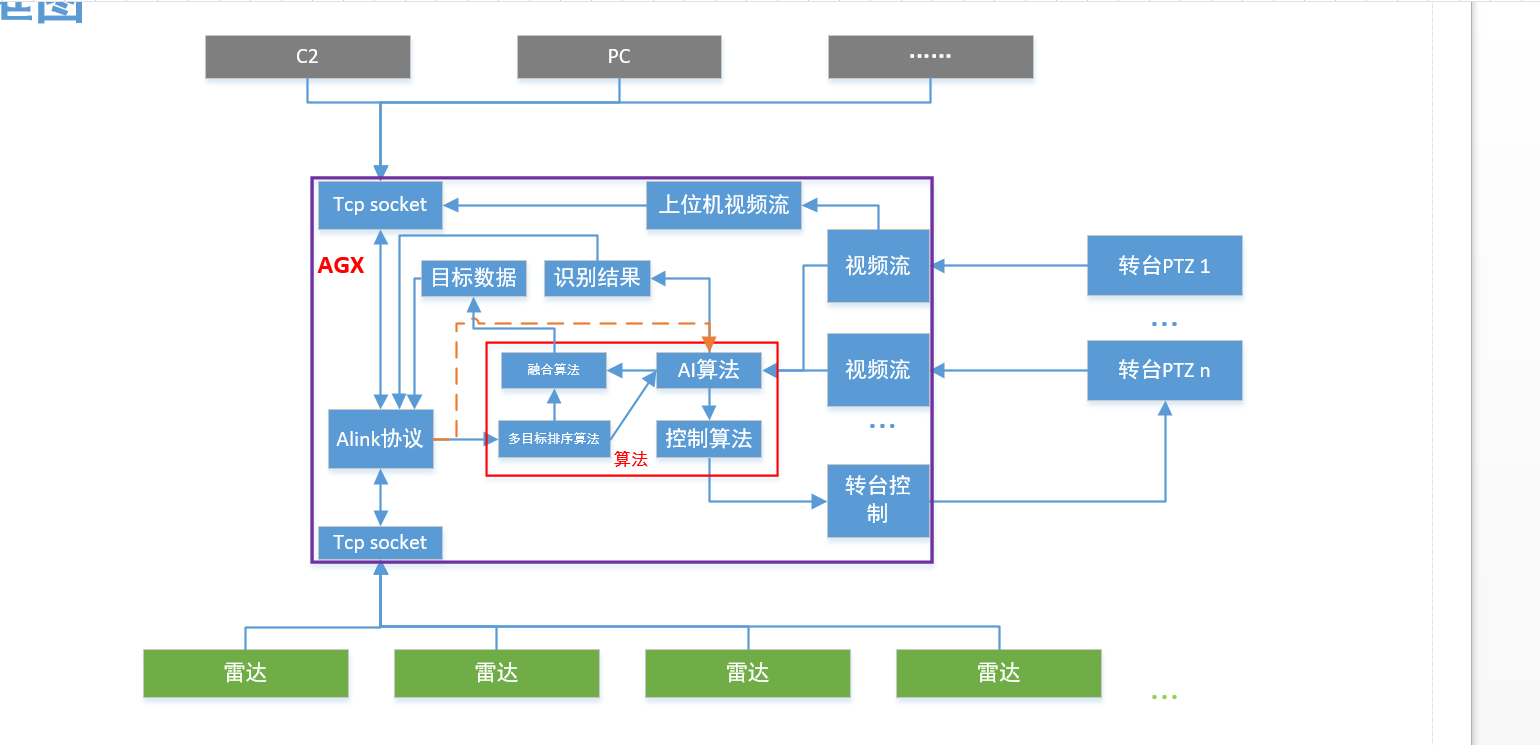 框图
C2
PC
......
Tcp socket
上位机视频流
AGX
目标数据
识别结果
视频流
转台PTZ 1
...
融合算法
AI算法
视频流
转台PTZ n
...
Alink协议
多目标排序算法
控制算法
算法
转台控
制
Tcp socket
雷达
雷达
雷达
雷达
...